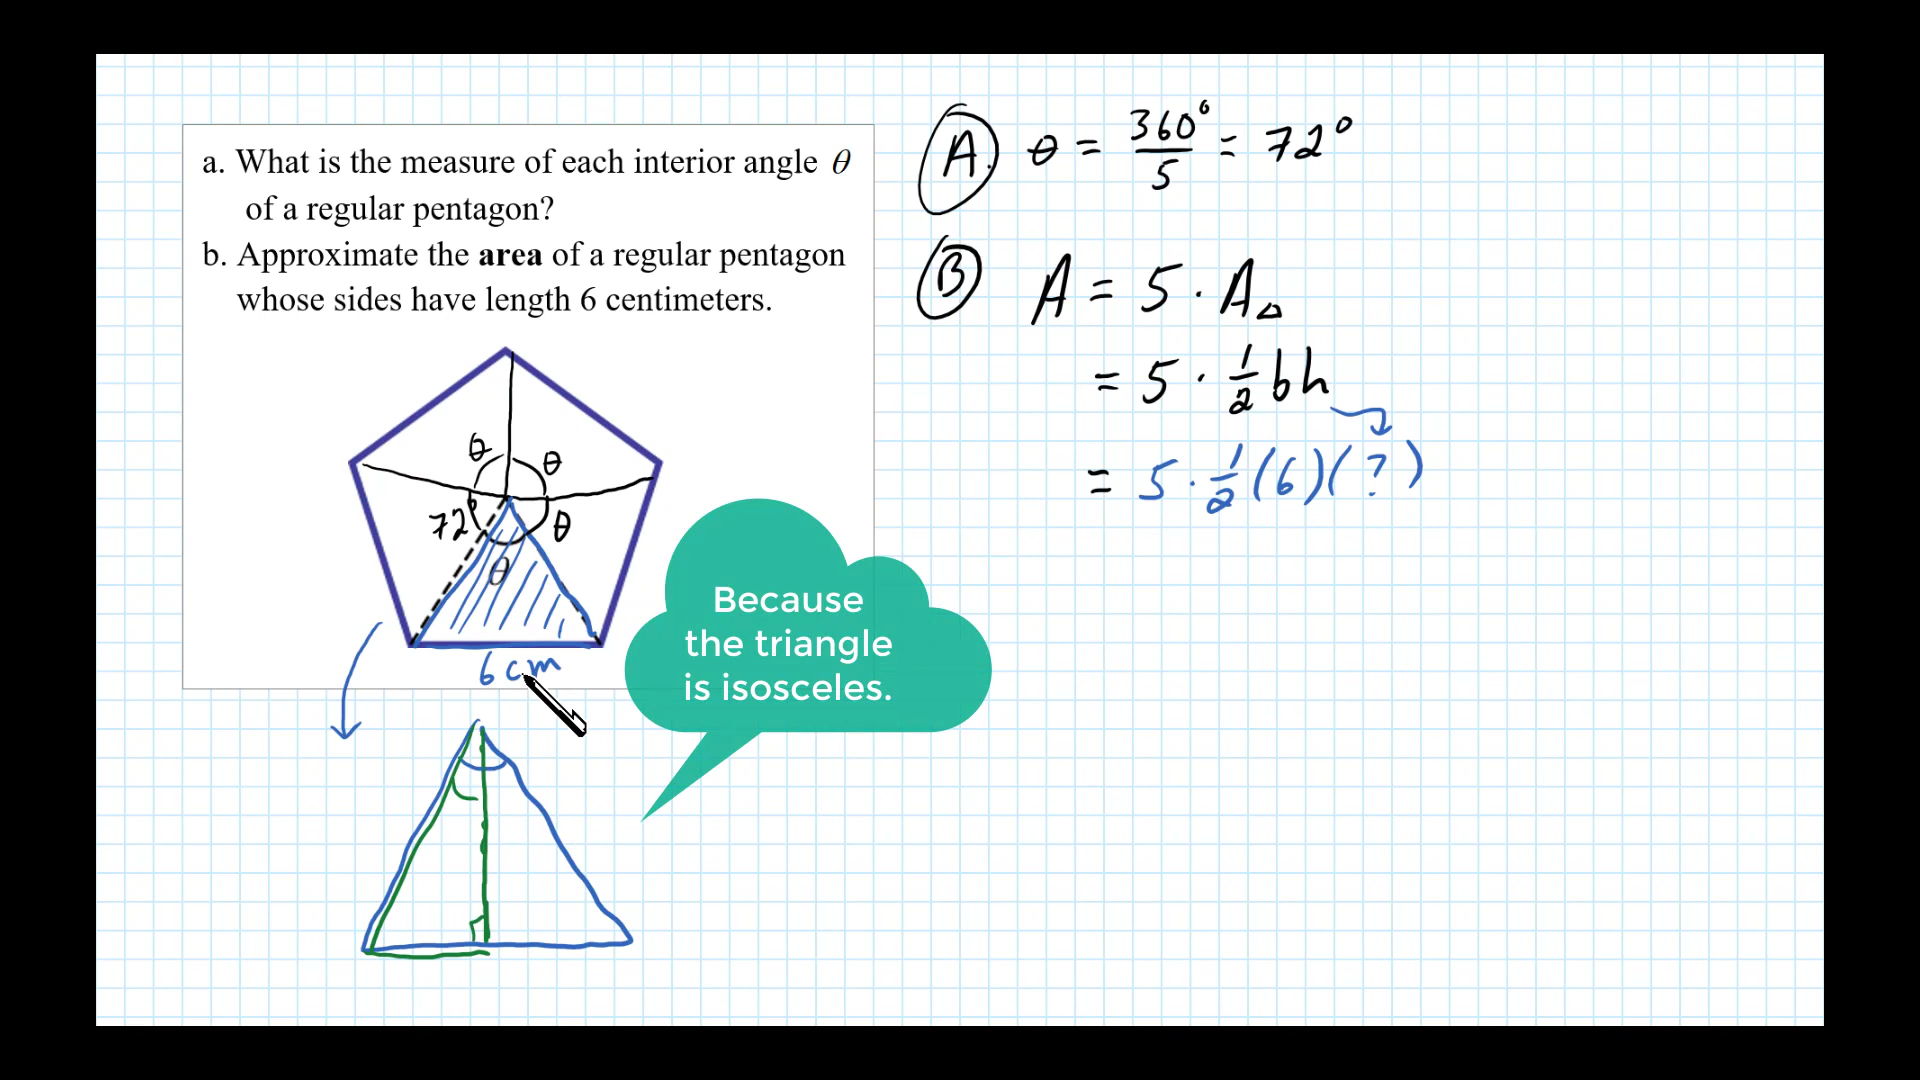 a. What is the measure of each interior angle θ
of a regular pentagon?
b. Approximate the area of a regular pentagon
whose sides have length 6 centimeters.
θ
θ
72°
θ
θ
6 cm
Because
the triangle
is isosceles.
A. θ = 360°/5 = 72°
B A = 5 · A△
= 5 · 1/2 bh
= 5 · 1/2 (6)(?)